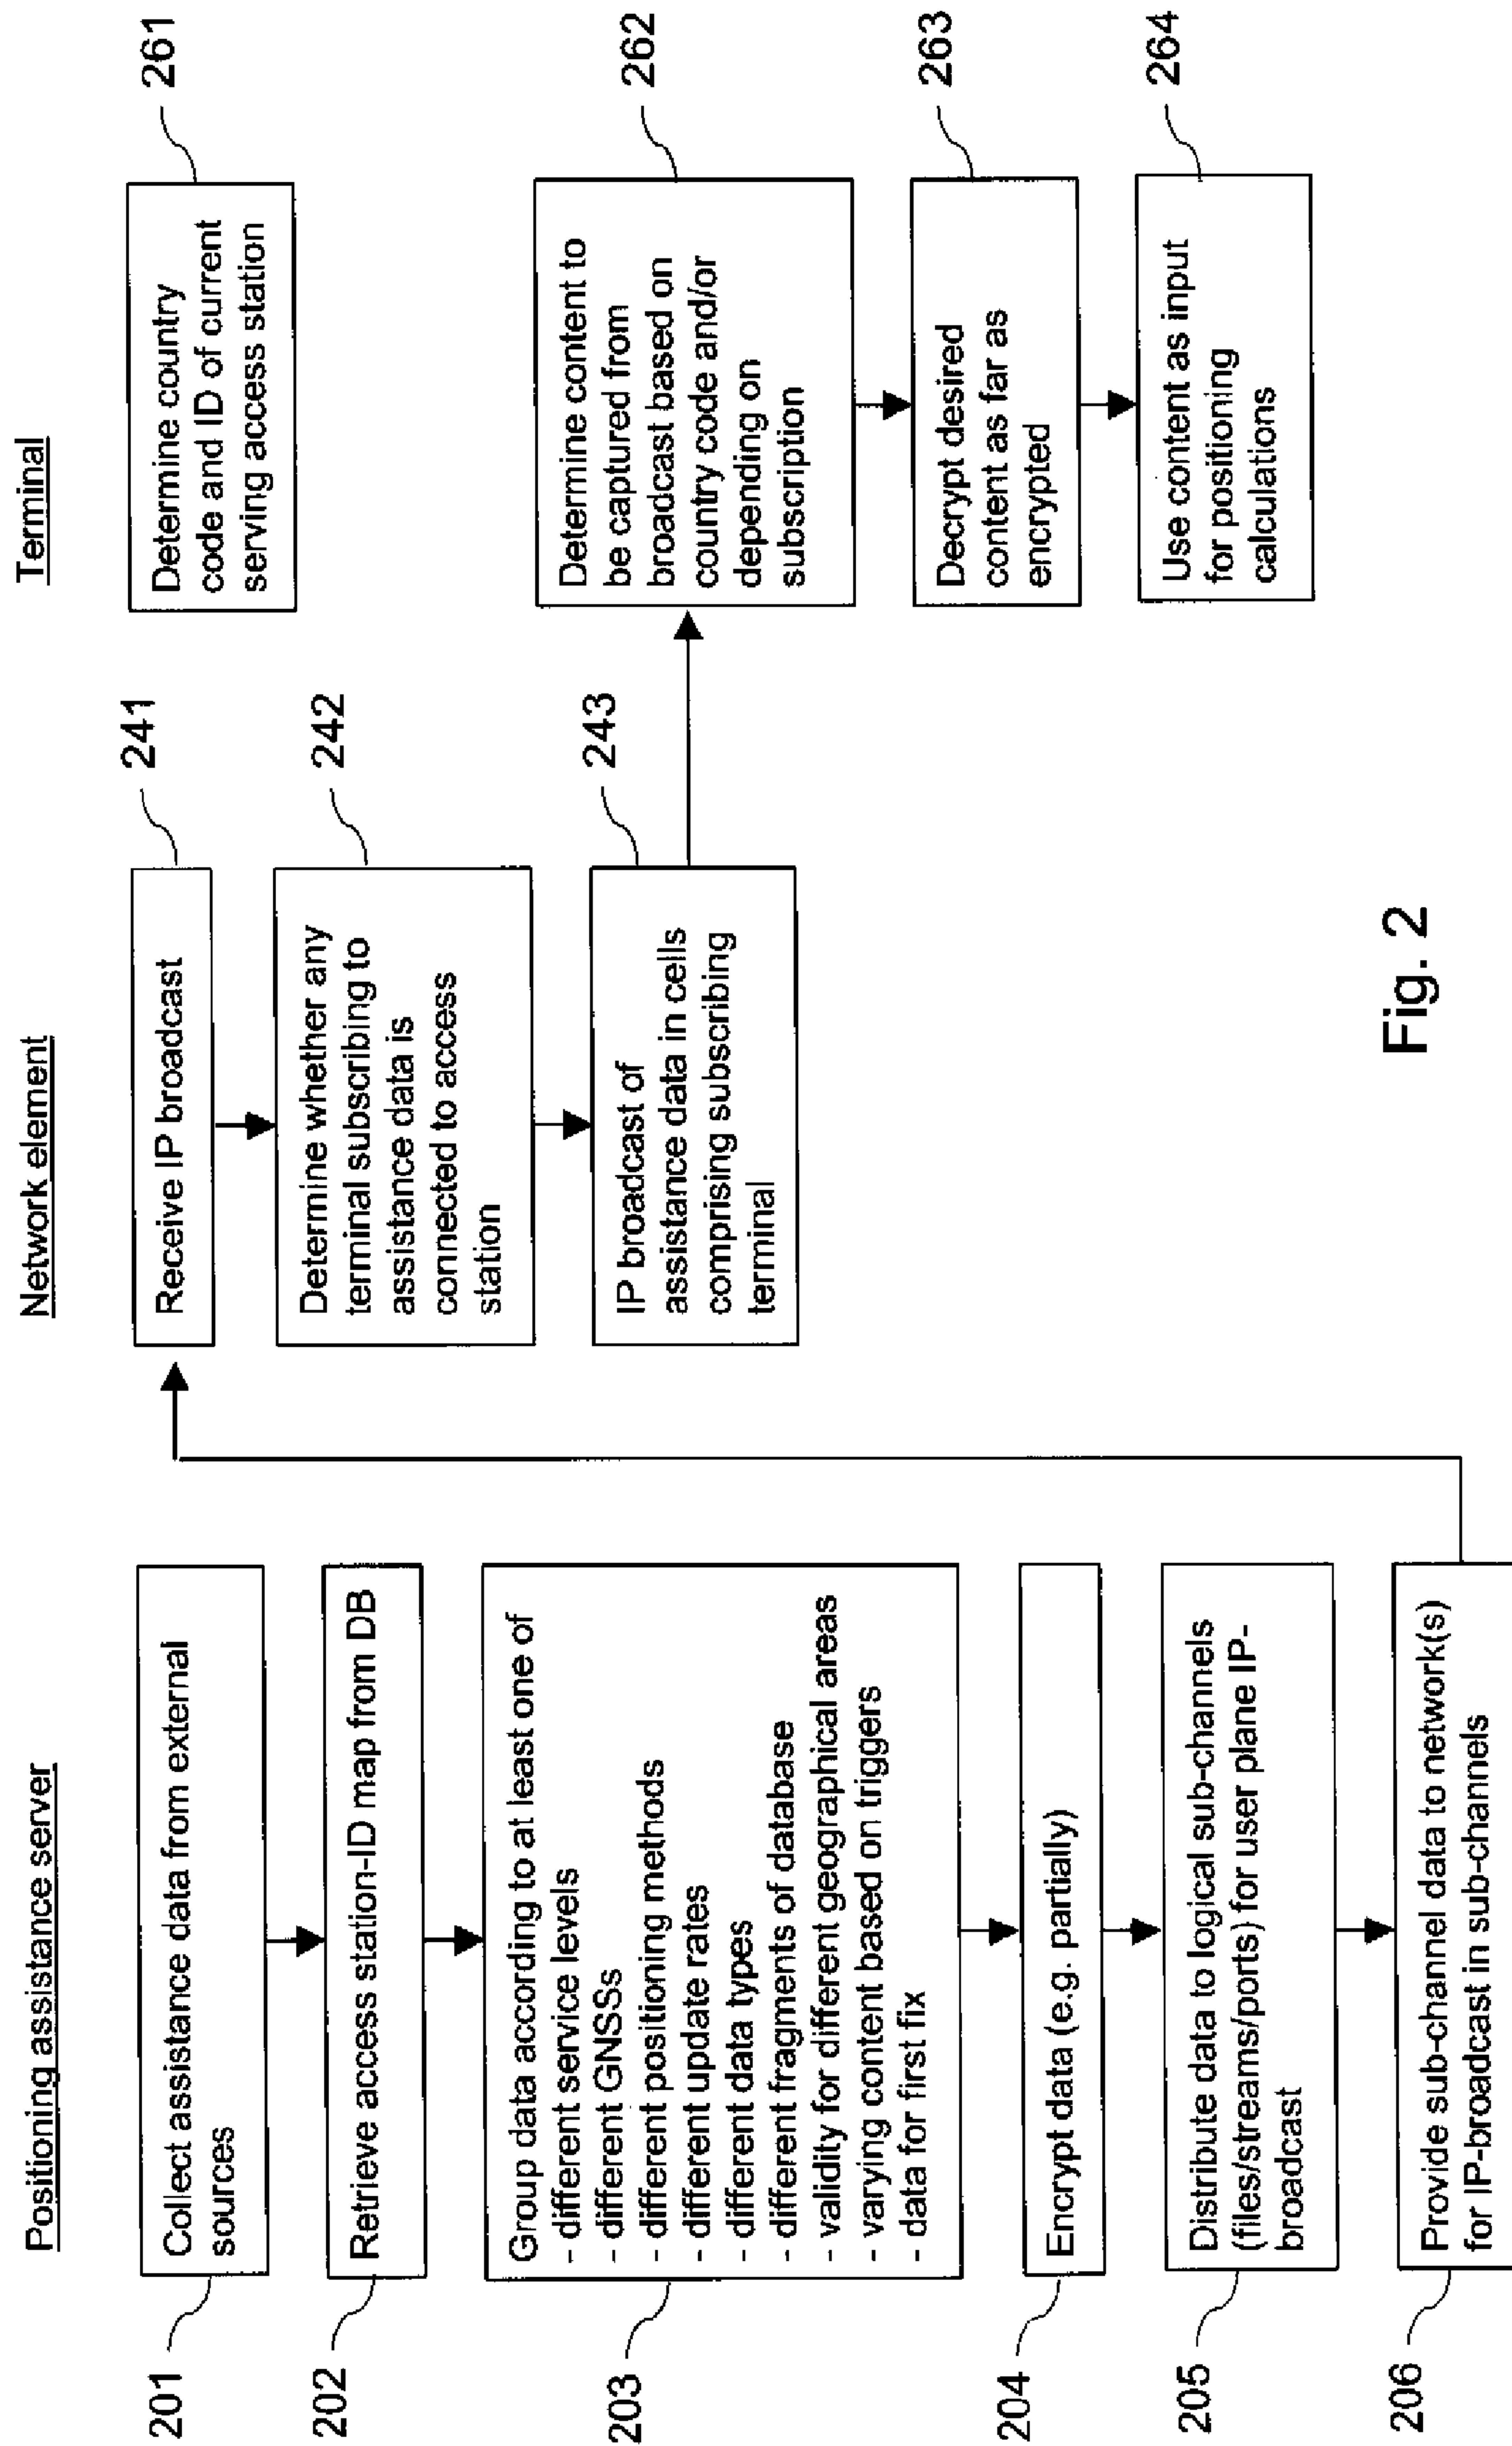 Positioning assistance server
201
Collect assistance data from external
sources
202
Retrieve access station-ID map from DB
203
Group data according to at least one of
- different service levels
- different GNSSs
- different positioning methods
- different update rates
- different data types
- different fragments of database
- validity for different geographical areas
- varying content based on triggers
- data for first fix
204
Encrypt data (e.g. partially)
205
Distribute data to logical sub-channels
(files/streams/ports) for user plane IP-
broadcast
206
Provide sub-channel data to network(s)
for IP-broadcast in sub-channels
Network element
Receive IP broadcast
241
Determine whether any
terminal subscribing to
assistance data is
connected to access
station
242
IP broadcast of
assistance data in cells
comprising subscribing
terminal
243
Terminal
Determine country
code and ID of current
serving access station
261
Determine content to
be captured from
broadcast based on
country code and/or
depending on
subscription
262
Decrypt desired
content as far as
encrypted
263
Use content as input
for positioning
calculations
264
Fig. 2